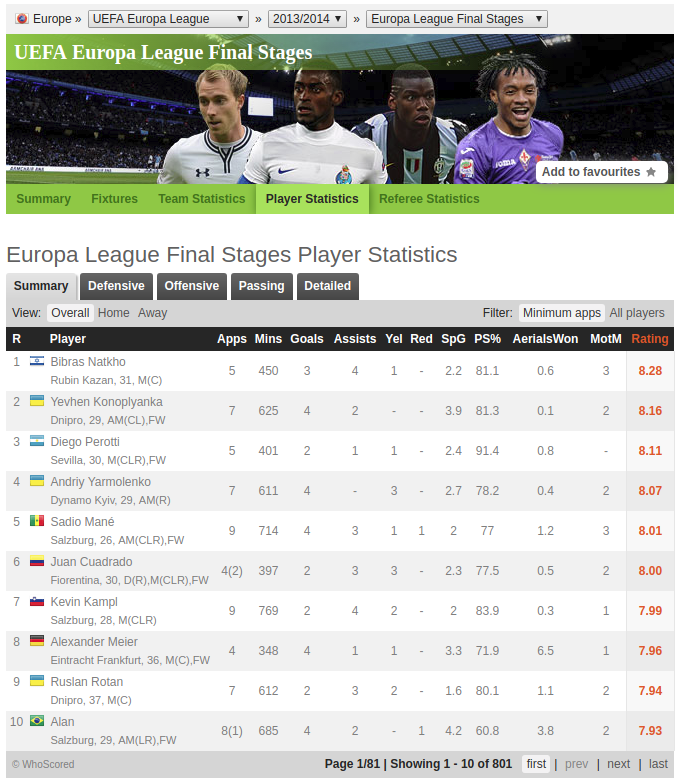 Europe » UEFA Europa League » 2013/2014 » Europa League Final Stages
UEFA Europa League Final Stages
ARMCHAIR ARE
roma
Add to favourites
Summary Fixtures Team Statistics Player Statistics Referee Statistics
Europa League Final Stages Player Statistics
Summary Defensive Offensive Passing Detailed
View: Overall Home Away Filter: Minimum apps All players
R Player Apps Mins Goals Assists Yel Red SpG PS% AerialsWon MotM Rating
1 Bibras Natkho 5 450 3 4 1 - 2.2 81.1 0.6 3 8.28
Rubin Kazan, 31, M(C)
2 Yevhen Konoplyanka 7 625 4 2 - - 3.9 81.3 0.1 2 8.16
Dnipro, 29, AM(CL),FW
3 Diego Perotti 5 401 2 1 1 - 2.4 91.4 0.8 - 8.11
Sevilla, 30, M(CLR),FW
4 Andriy Yarmolenko 7 611 4 - 3 - 2.7 78.2 0.4 2 8.07
Dynamo Kyiv, 29, AM(R)
5 Sadio Mané 9 714 4 3 1 1 2 77 1.2 3 8.01
Salzburg, 26, AM(CLR),FW
6 Juan Cuadrado 4(2) 397 2 3 3 - 2.3 77.5 0.5 2 8.00
Fiorentina, 30, D(R),M(CLR),FW
7 Kevin Kampl 9 769 2 4 2 - 2 83.9 0.3 1 7.99
Salzburg, 28, M(CLR)
8 Alexander Meier 4 348 4 1 1 - 3.3 71.9 6.5 1 7.96
Eintracht Frankfurt, 36, M(C),FW
9 Ruslan Rotan 7 612 2 3 2 - 1.6 80.1 1.1 2 7.94
Dnipro, 37, M(C)
10 Alan 8(1) 685 4 2 - 1 4.2 60.8 3.8 2 7.93
Salzburg, 29, AM(LR),FW
© WhoScored Page 1/81 | Showing 1 - 10 of 801 first | prev | next | last